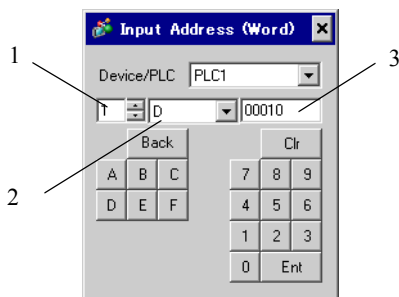 Input Address (Word)
1
3
Device/PLC PLC1
1 D 00010
Back Clr
2
A B C 7 8 9
D E F 4 5 6
1 2 3
0 Ent